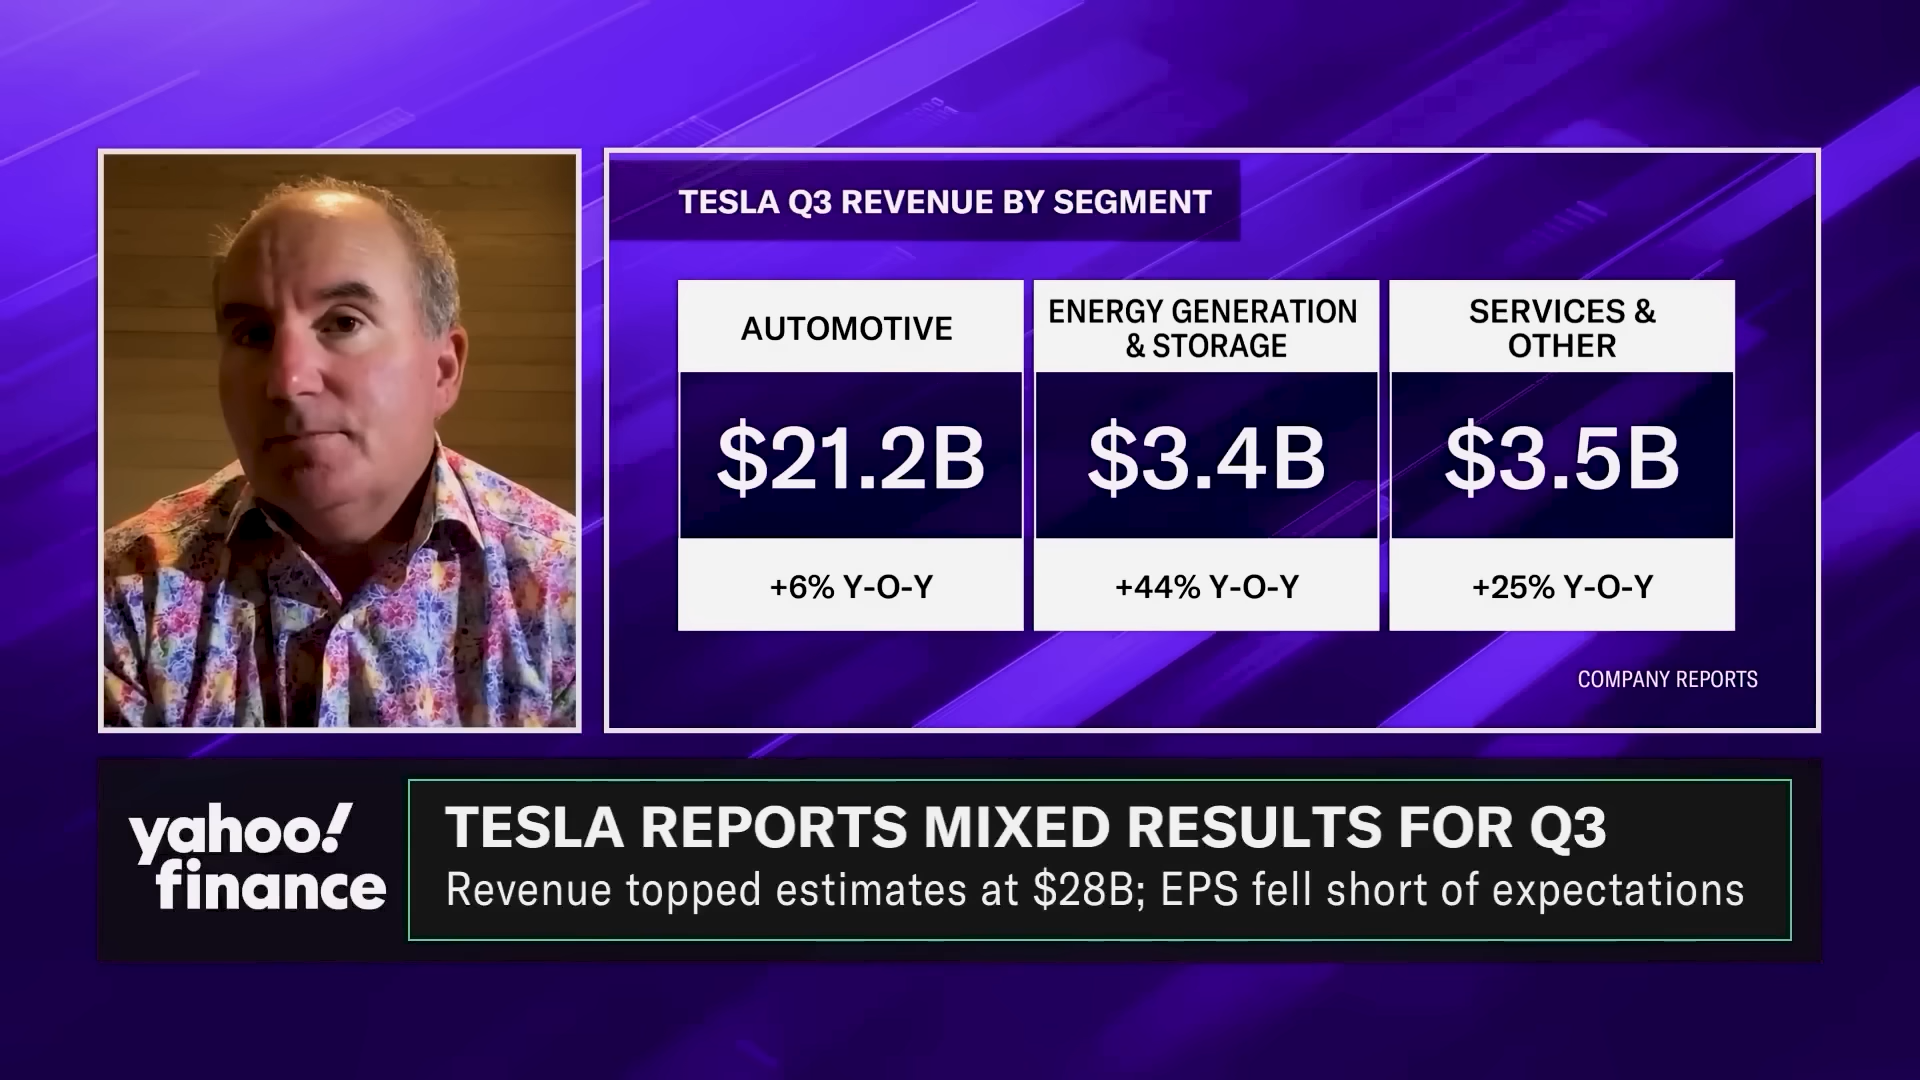 TESLA Q3 REVENUE BY SEGMENT
AUTOMOTIVE
$21.2B
+6% Y-O-Y
ENERGY GENERATION
& STORAGE
$3.4B
+44% Y-O-Y
SERVICES &
OTHER
$3.5B
+25% Y-O-Y
COMPANY REPORTS
yahoo!
finance
TESLA REPORTS MIXED RESULTS FOR Q3
Revenue topped estimates at $28B; EPS fell short of expectations